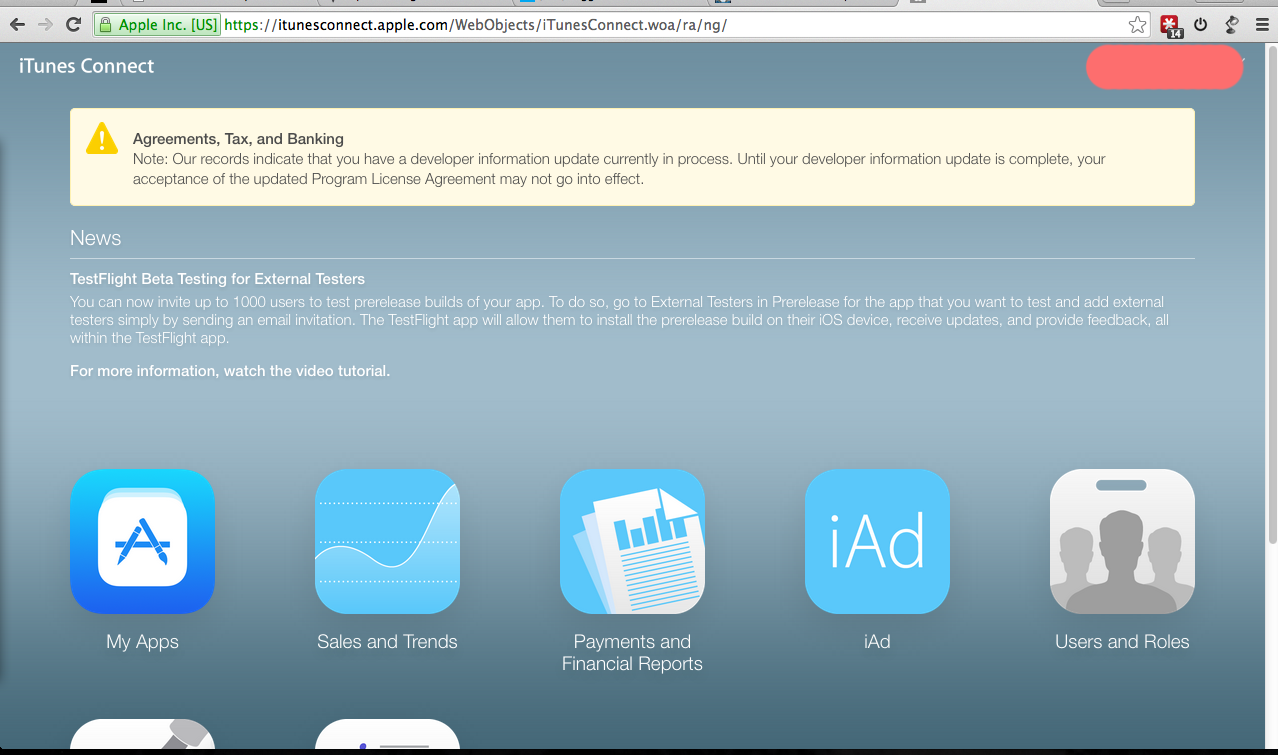 Apple Inc. [US] https://itunesconnect.apple.com/WebObjects/iTunesConnect.woa/ra/ng/
14
iTunes Connect
Agreements, Tax, and Banking
Note: Our records indicate that you have a developer information update currently in process. Until your developer information update is complete, your
acceptance of the updated Program License Agreement may not go into effect.
News
TestFlight Beta Testing for External Testers
You can now invite up to 1000 users to test prerelease builds of your app. To do so, go to External Testers in Prerelease for the app that you want to test and add external
testers simply by sending an email invitation. The TestFlight app will allow them to install the prerelease build on their iOS device, receive updates, and provide feedback, all
within the TestFlight app.
For more information, watch the video tutorial.
iAd
My Apps
Sales and Trends
Payments and
Financial Reports
iAd
Users and Roles